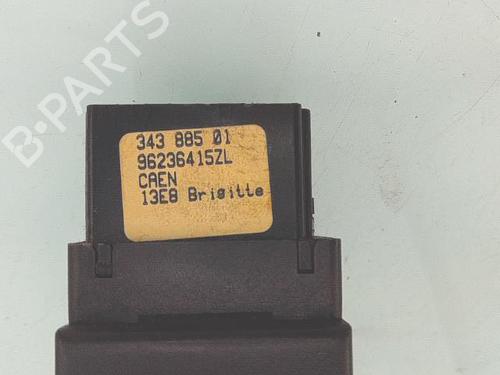 B-PARTS
343 885 01
96236415ZL
CAEN
13E8 Brigitte